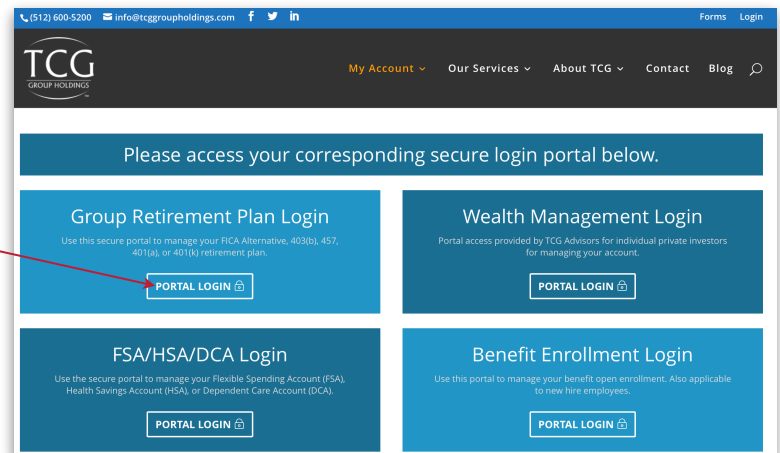 (512) 600-5200 info@tcggroupholdings.com Forms Login
TCG
GROUP HOLDINGS
My Account Our Services About TCG Contact Blog
Please access your corresponding secure login portal below.
Group Retirement Plan Login
Use this secure portal to manage your FICA Alternative, 403(b), 457,
401(a), or 401(k) retirement plan.
PORTAL LOGIN
Wealth Management Login
Portal access provided by TCG Advisors for individual private investors
for managing your account.
PORTAL LOGIN
FSA/HSA/DCA Login
Use the secure portal to manage your Flexible Spending Account (FSA),
Health Savings Account (HSA), or Dependent Care Account (DCA).
PORTAL LOGIN
Benefit Enrollment Login
Use this portal to manage your benefit open enrollment. Also applicable
to new hire employees.
PORTAL LOGIN